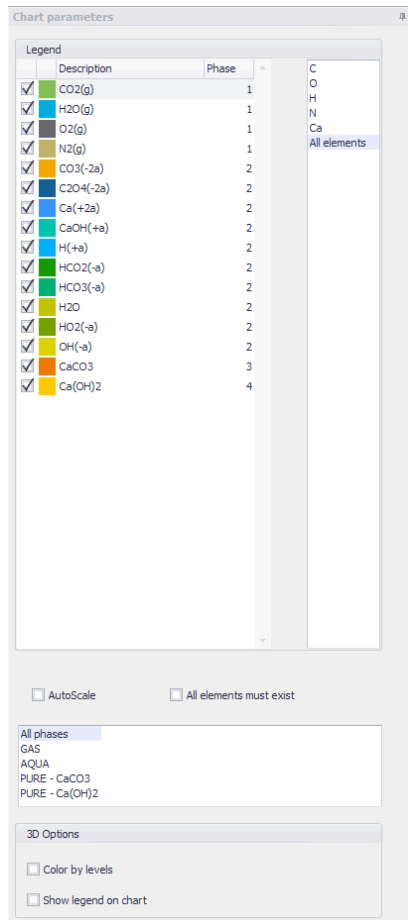 Chart parameters
Legend
Description Phase
CO2(g) 1
H2O(g) 1
O2(g) 1
N2(g) 1
CO3(-2a) 2
C2O4(-2a) 2
Ca(+2a) 2
CaOH(+a) 2
H(+a) 2
HCO2(-a) 2
HCO3(-a) 2
H2O 2
HO2(-a) 2
OH(-a) 2
CaCO3 3
Ca(OH)2 4
C
O
H
N
Ca
All elements
AutoScale All elements must exist
All phases
GAS
AQUA
PURE - CaCO3
PURE - Ca(OH)2
3D Options
Color by levels
Show legend on chart